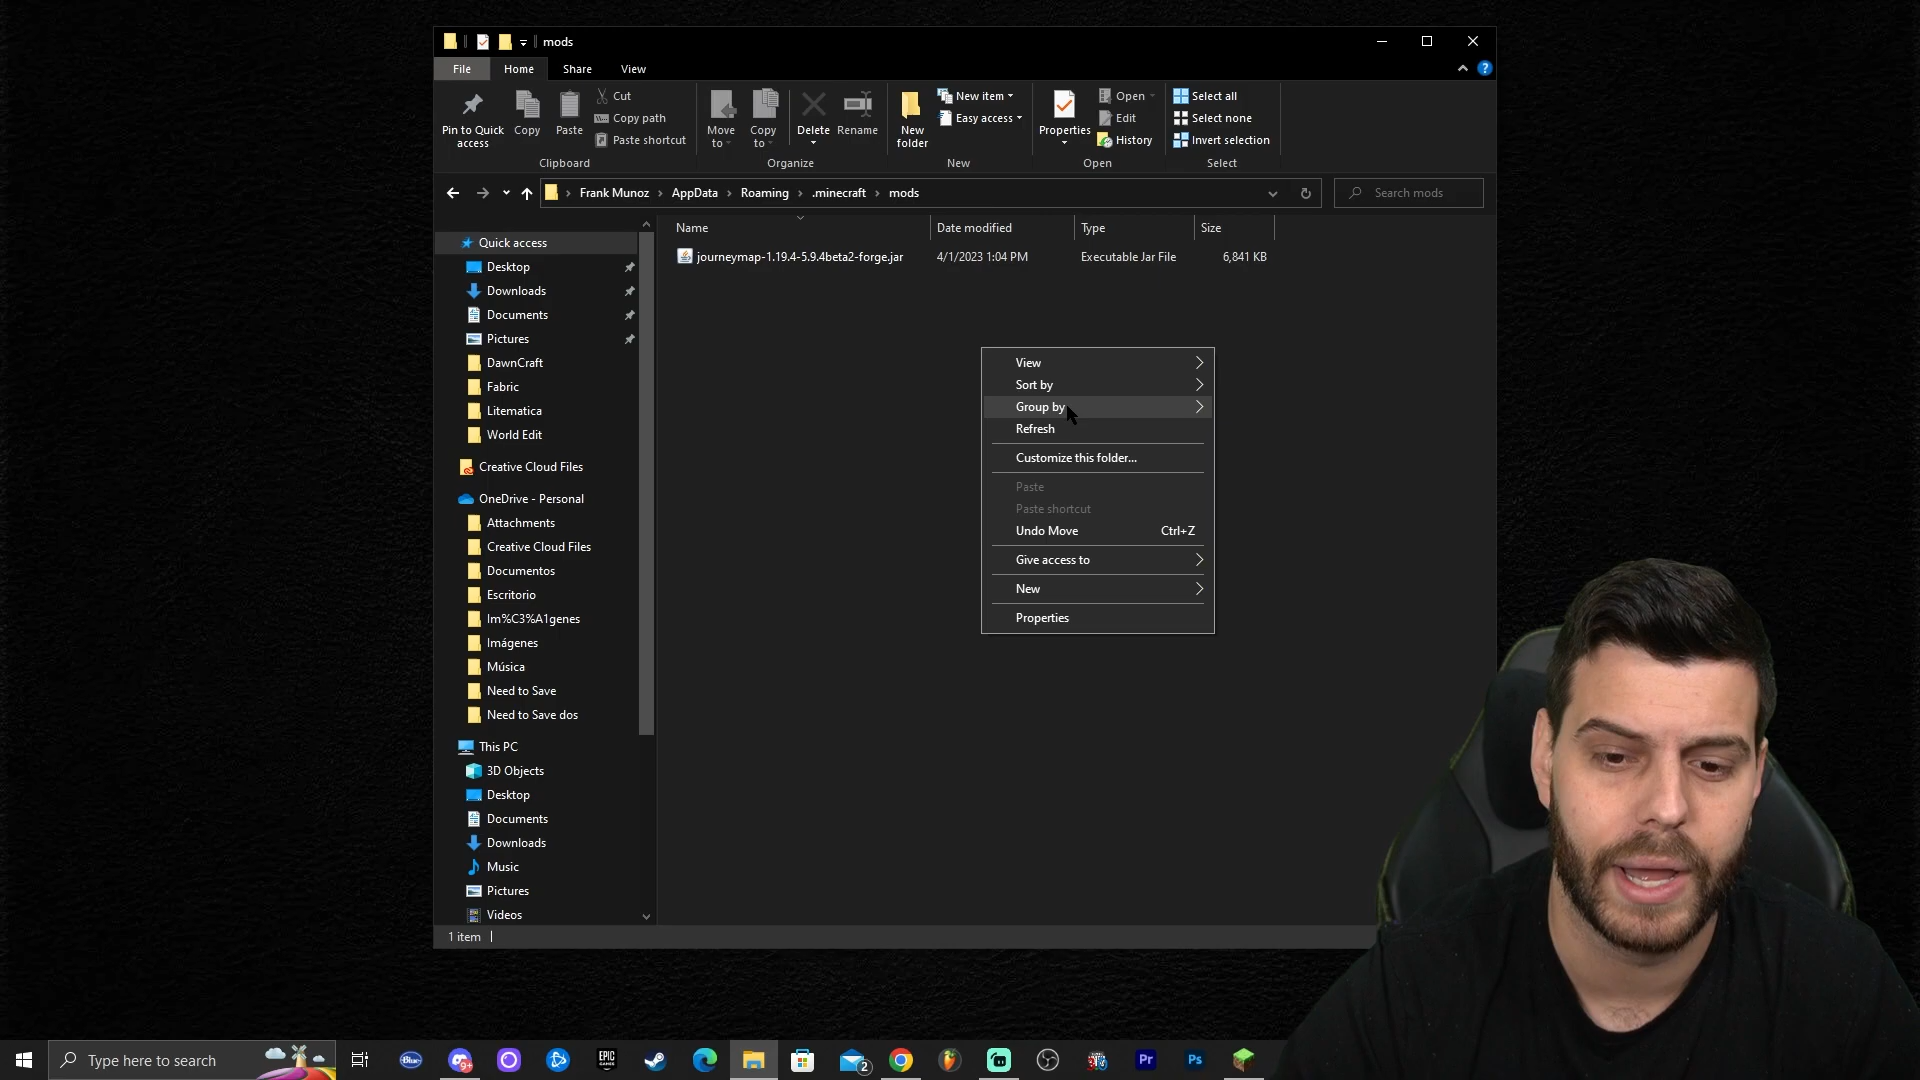 mods
File Home Share View
Pin to Quick access
Copy
Paste
Cut
Copy path
Paste shortcut
Clipboard
Move to
Copy to
Delete
Rename
Organize
New folder
New item
Easy access
New
Properties
Open
Edit
History
Open
Select all
Select none
Invert selection
Select
Frank Munoz AppData Roaming .minecraft mods
Search mods
Name Date modified Type Size
journeymap-1.19.4-5.9.4beta2-forge.jar 4/1/2023 1:04 PM Executable Jar File 6,841 KB
Quick access
Desktop
Downloads
Documents
Pictures
DawnCraft
Fabric
Litematica
World Edit
Creative Cloud Files
OneDrive - Personal
Attachments
Creative Cloud Files
Documentos
Escritorio
Im%C3%A1genes
Imágenes
Música
Need to Save
Need to Save dos
This PC
3D Objects
Desktop
Documents
Downloads
Music
Pictures
Videos
View
Sort by
Group by
Refresh
Customize this folder...
Paste
Paste shortcut
Undo Move Ctrl+Z
Give access to
New
Properties
1 item
Type here to search
Blue
9+
EPIC GAMES
2
Pr
Ps